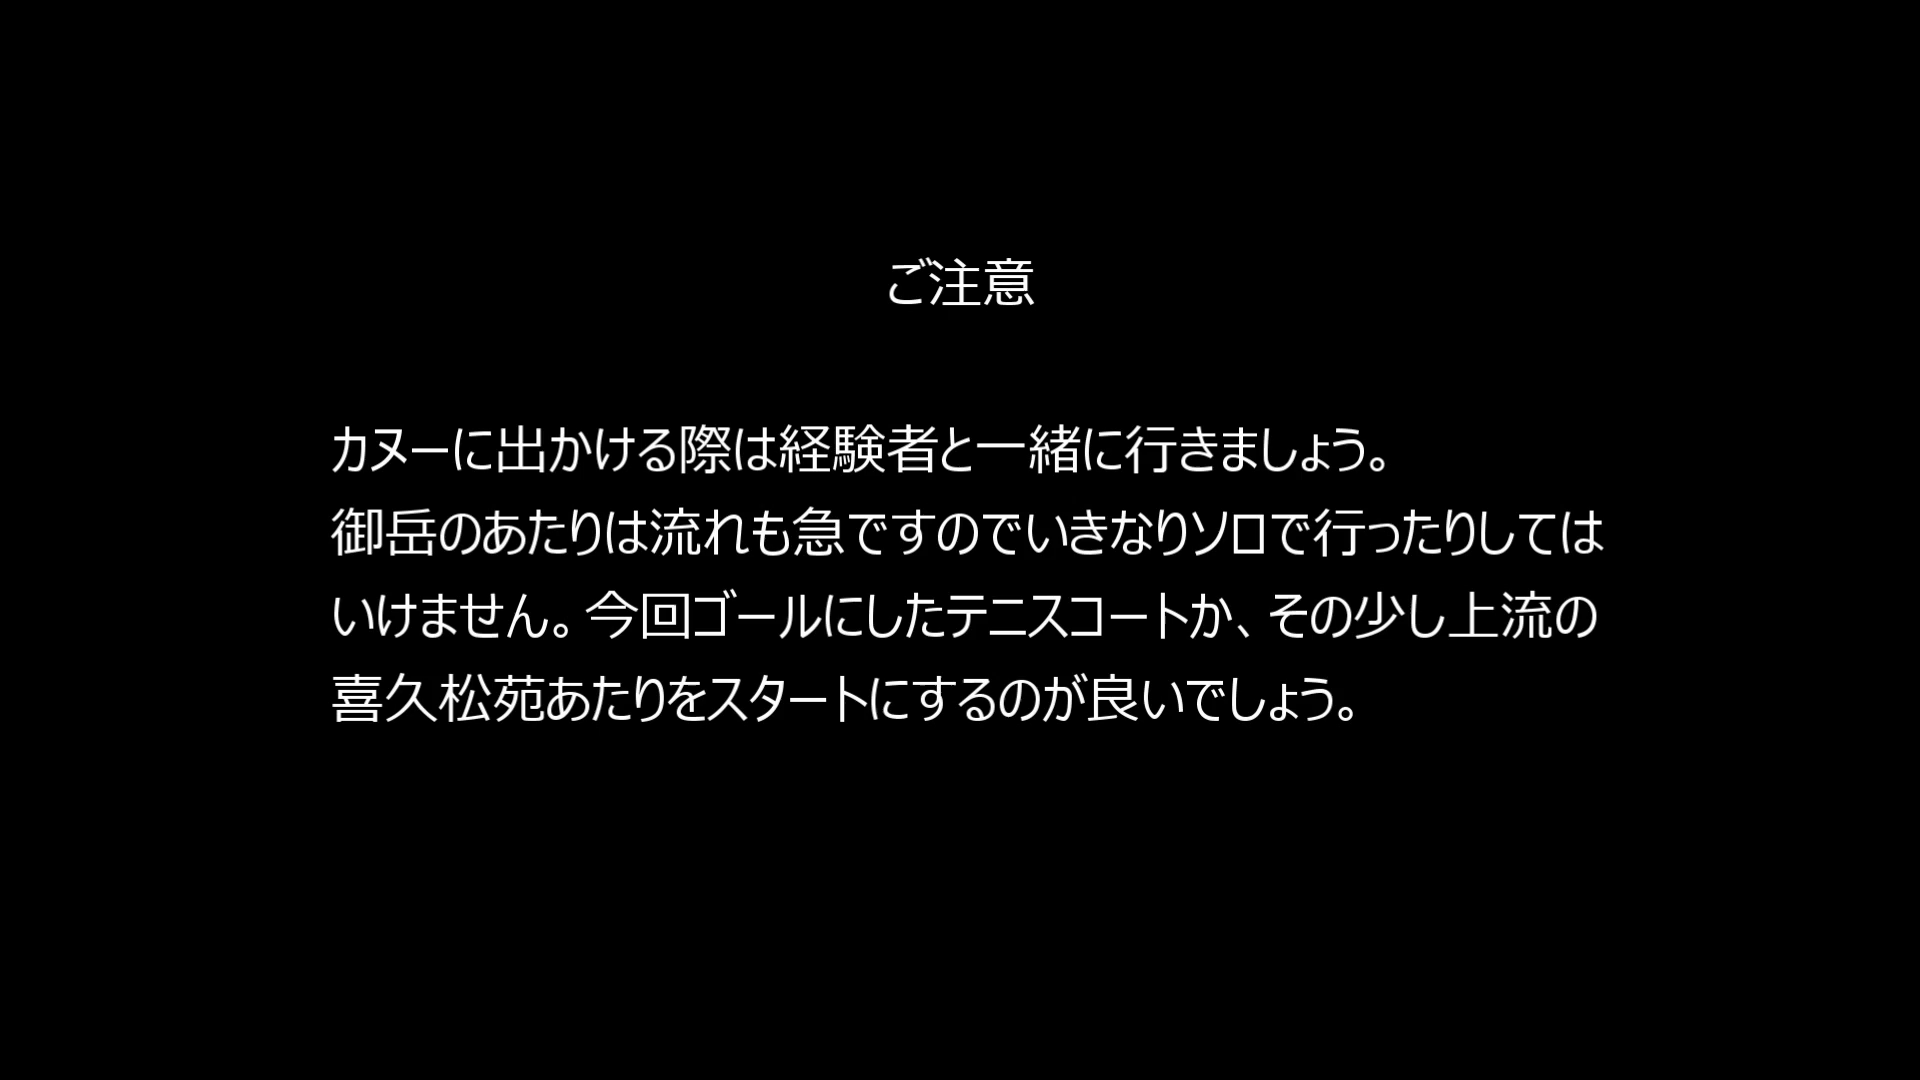 ご注意
カヌーに出かける際は経験者と一緒に行きましょう。
御岳のあたりは流れも急ですのでいきなりソロで行ったりしては
いけません。今回ゴールにしたテニスコートか、その少し上流の
喜久松苑あたりをスタートにするのが良いでしょう。